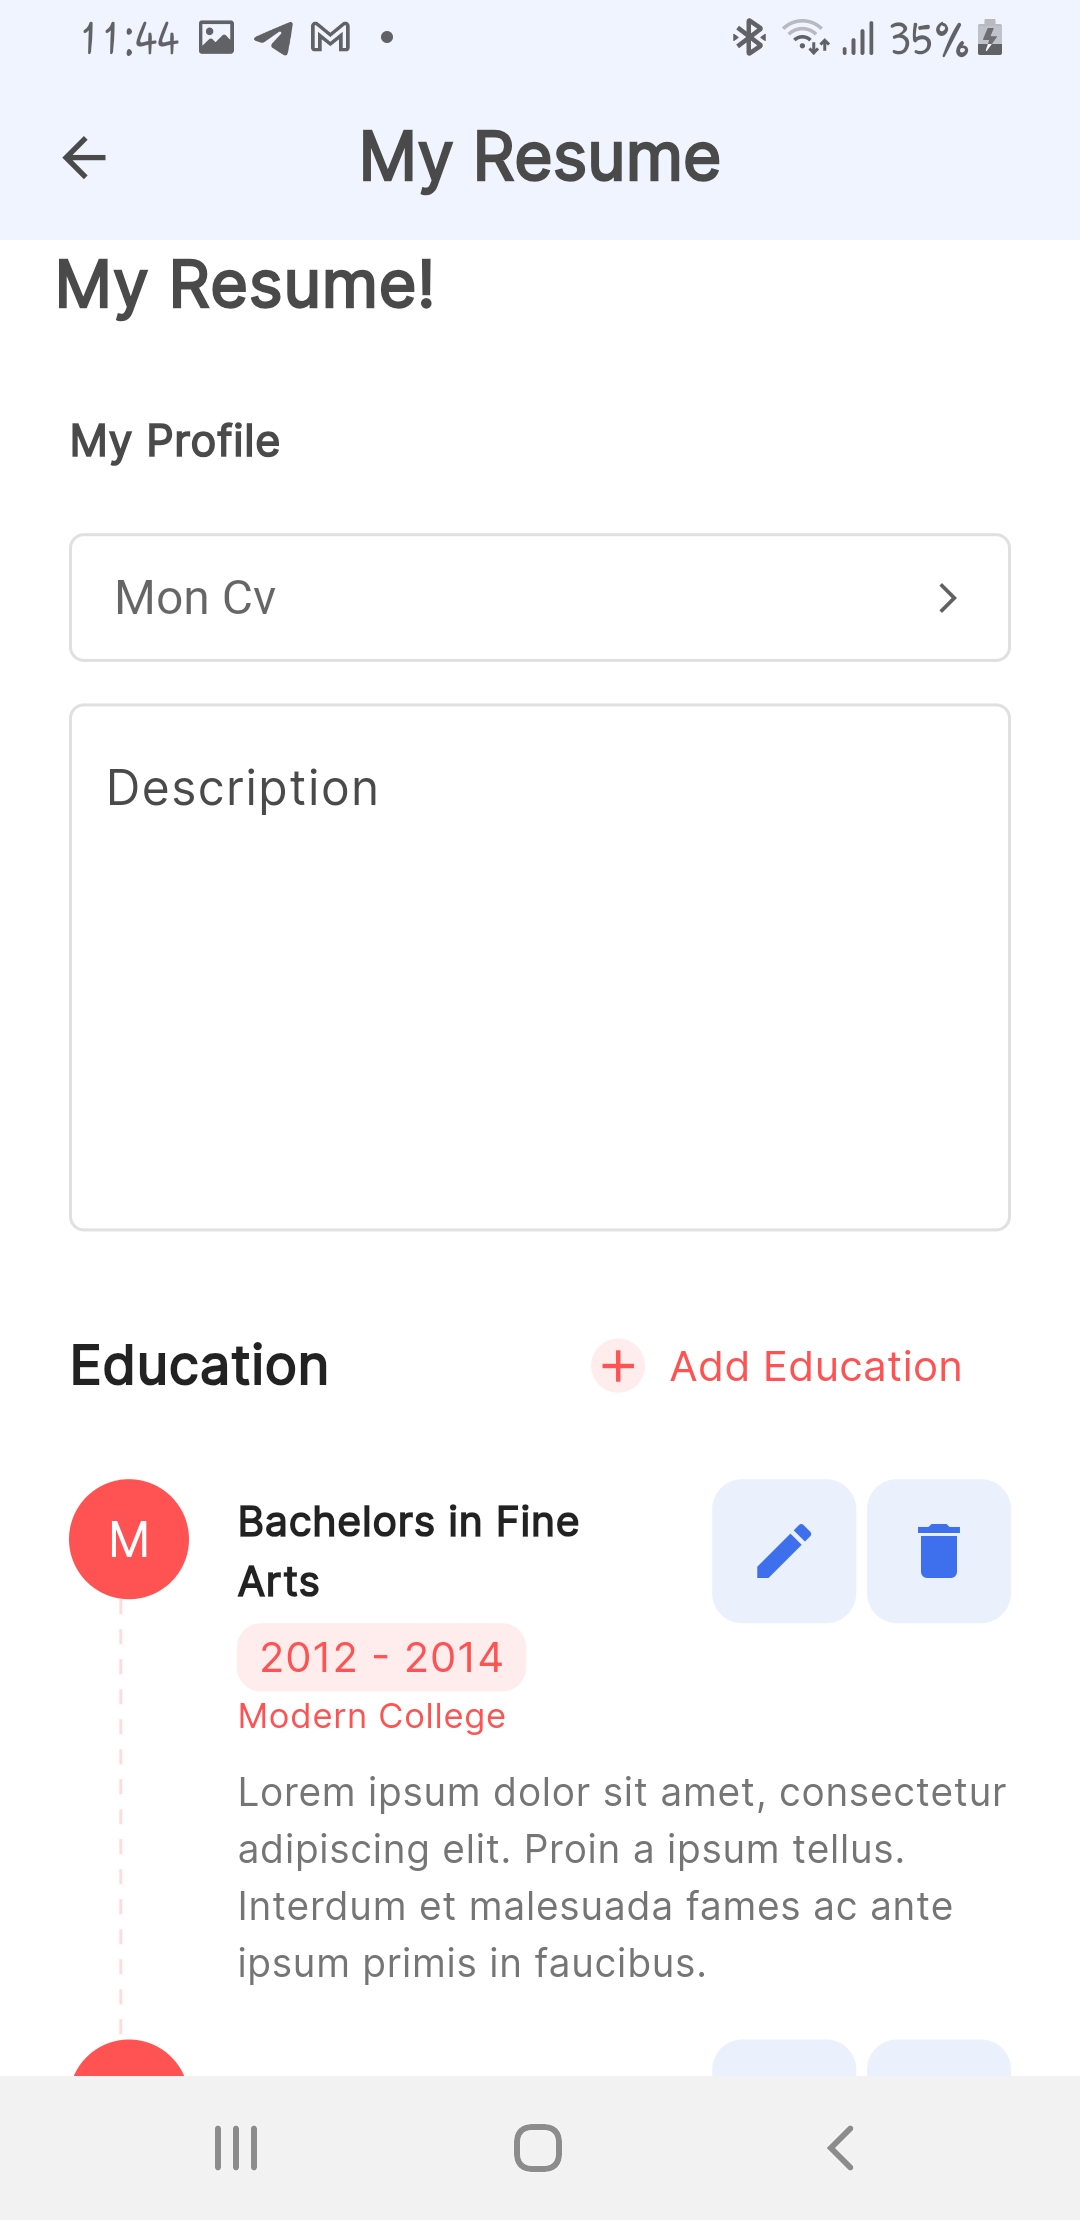 11:44 35%
My Resume
My Resume!
My Profile
Mon Cv
Description
Education
Add Education
M
Bachelors in Fine
Arts
2012 - 2014
Modern College
Lorem ipsum dolor sit amet, consectetur
adipiscing elit. Proin a ipsum tellus.
Interdum et malesuada fames ac ante
ipsum primis in faucibus.